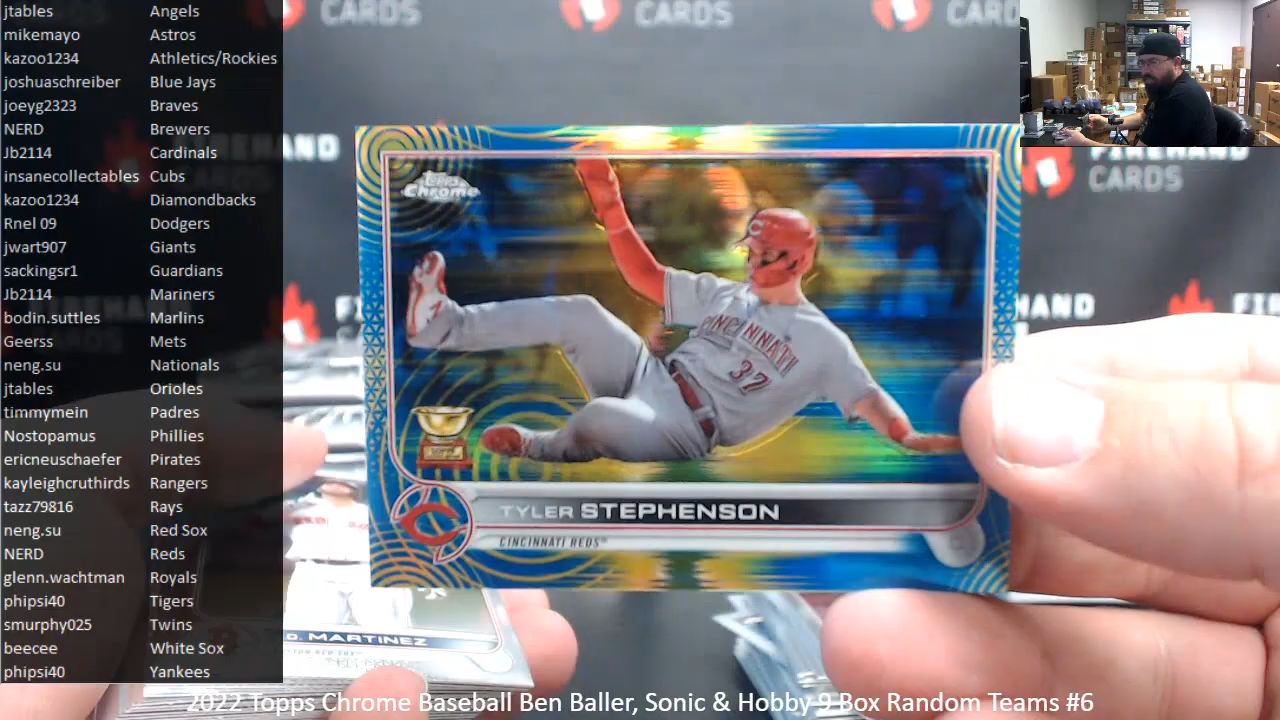 jtables Angels
mikemayo Astros
kazoo1234 Athletics/Rockies
joshuaschreiber Blue Jays
joeyg2323 Braves
NERD Brewers
Jb2114 Cardinals
insanecollectables Cubs
kazoo1234 Diamondbacks
Rnel 09 Dodgers
jwart907 Giants
sackingsr1 Guardians
Jb2114 Mariners
bodin.suttles Marlins
Geerss Mets
neng.su Nationals
jtables Orioles
timmymein Padres
Nostopamus Phillies
ericneuschaefer Pirates
kayleighcruthirds Rangers
tazz79816 Rays
neng.su Red Sox
NERD Reds
glenn.wachtman Royals
phipsi40 Tigers
smurphy025 Twins
beecee White Sox
phipsi40 Yankees
CARDS
CARDS
CARD
CARDS
Topps Chrome
CINCINNATI
37
TYLER STEPHENSON
CINCINNATI REDS
FIREHAND
D. MARTINEZ
2022 Topps Chrome Baseball Ben Baller, Sonic & Hobby 9 Box Random Teams #6